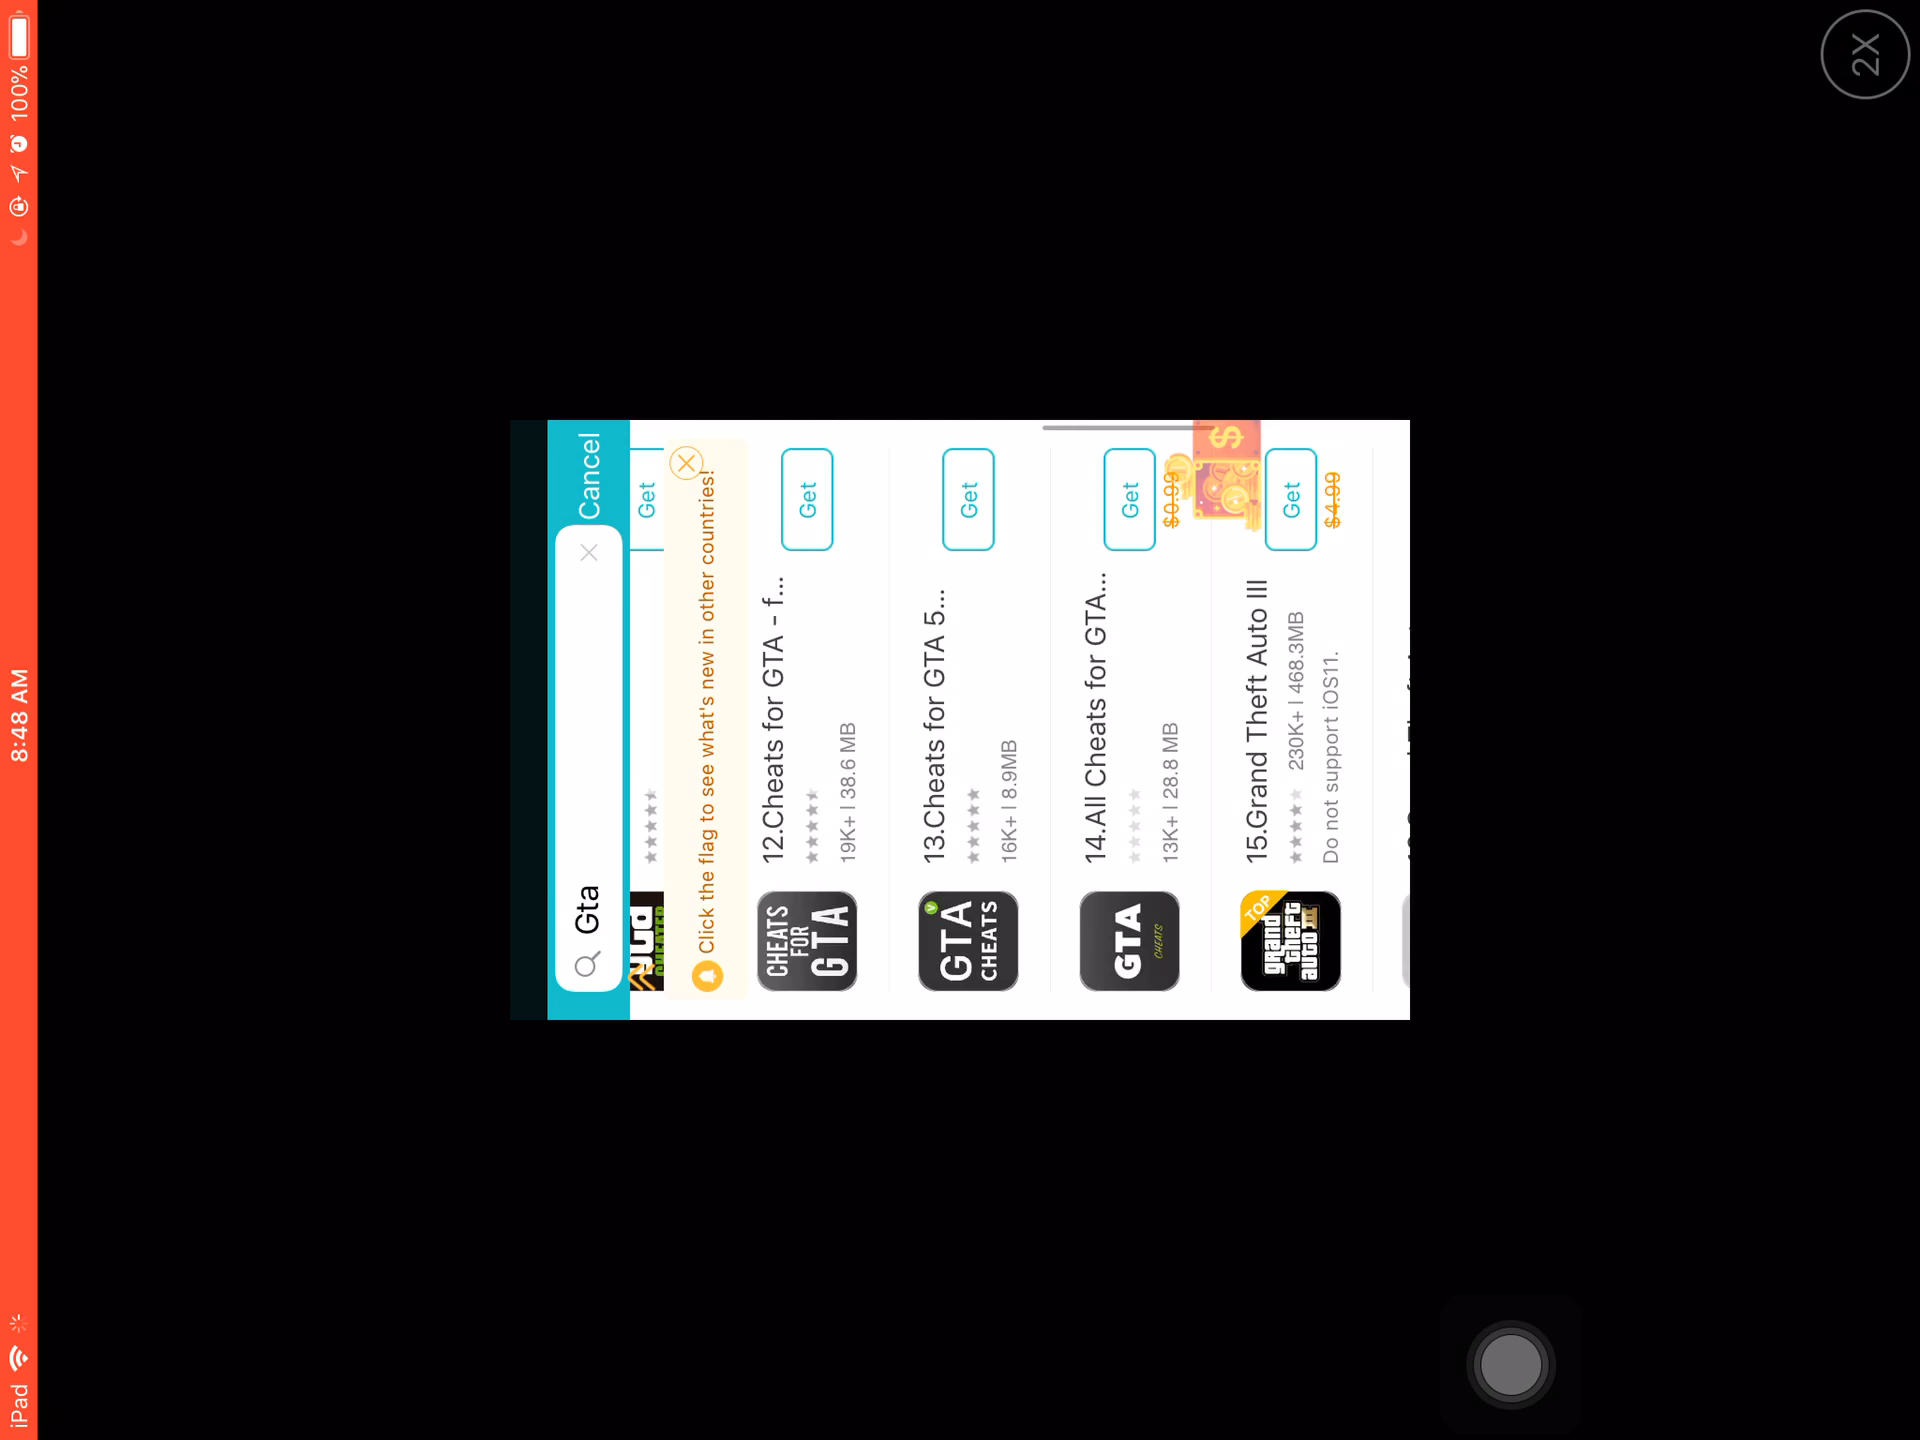 iPad
8:48 AM
100%
2X
Gta
Cancel
Get
Click the flag to see what's new in other countries!
CHEATS
FOR
GTA
12.Cheats for GTA - f...
19K+ | 38.6 MB
Get
GTA
CHEATS
13.Cheats for GTA 5...
16K+ | 8.9MB
Get
GTA
CHEATS
14.All Cheats for GTA...
13K+ | 28.8 MB
Get
$0.99
$
TOP
grand
theft
auto III
15.Grand Theft Auto III
230K+ | 468.3MB
Do not support iOS11.
Get
$4.99